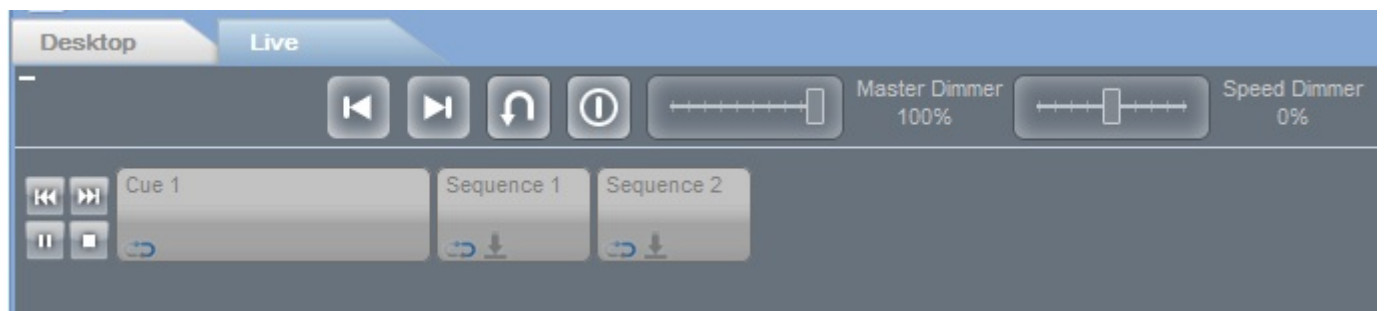 Desktop
Live
Master Dimmer
100%
Speed Dimmer
0%
Cue 1
Sequence 1
Sequence 2